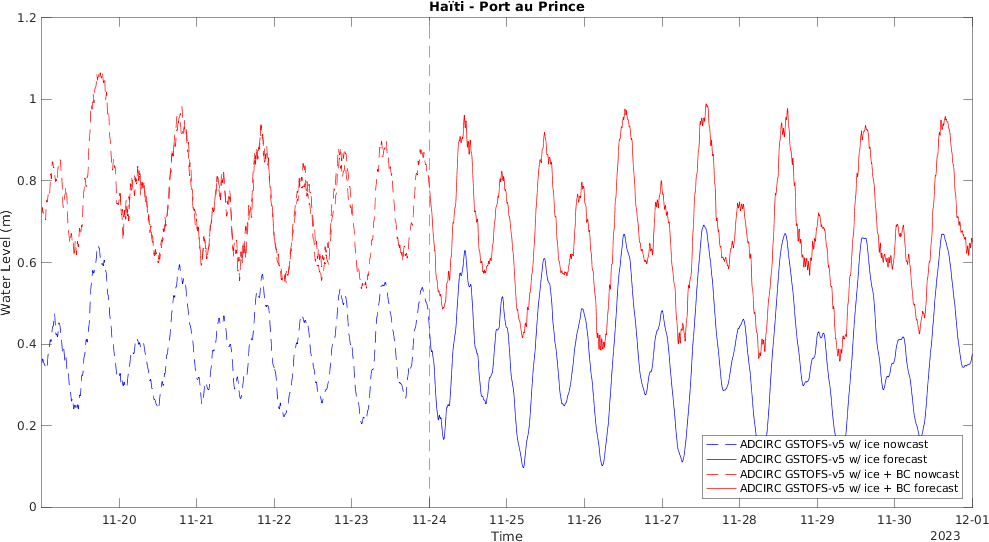 Haïti - Port au Prince
Water Level (m)
1.2
1
0.8
0.6
0.4
0.2
0
ADCIRC GSTOFS-v5 w/ ice nowcast
ADCIRC GSTOFS-v5 w/ ice forecast
ADCIRC GSTOFS-v5 w/ ice + BC nowcast
ADCIRC GSTOFS-v5 w/ ice + BC forecast
11-20 11-21 11-22 11-23 11-24 11-25 11-26 11-27 11-28 11-29 11-30 12-01
Time
2023